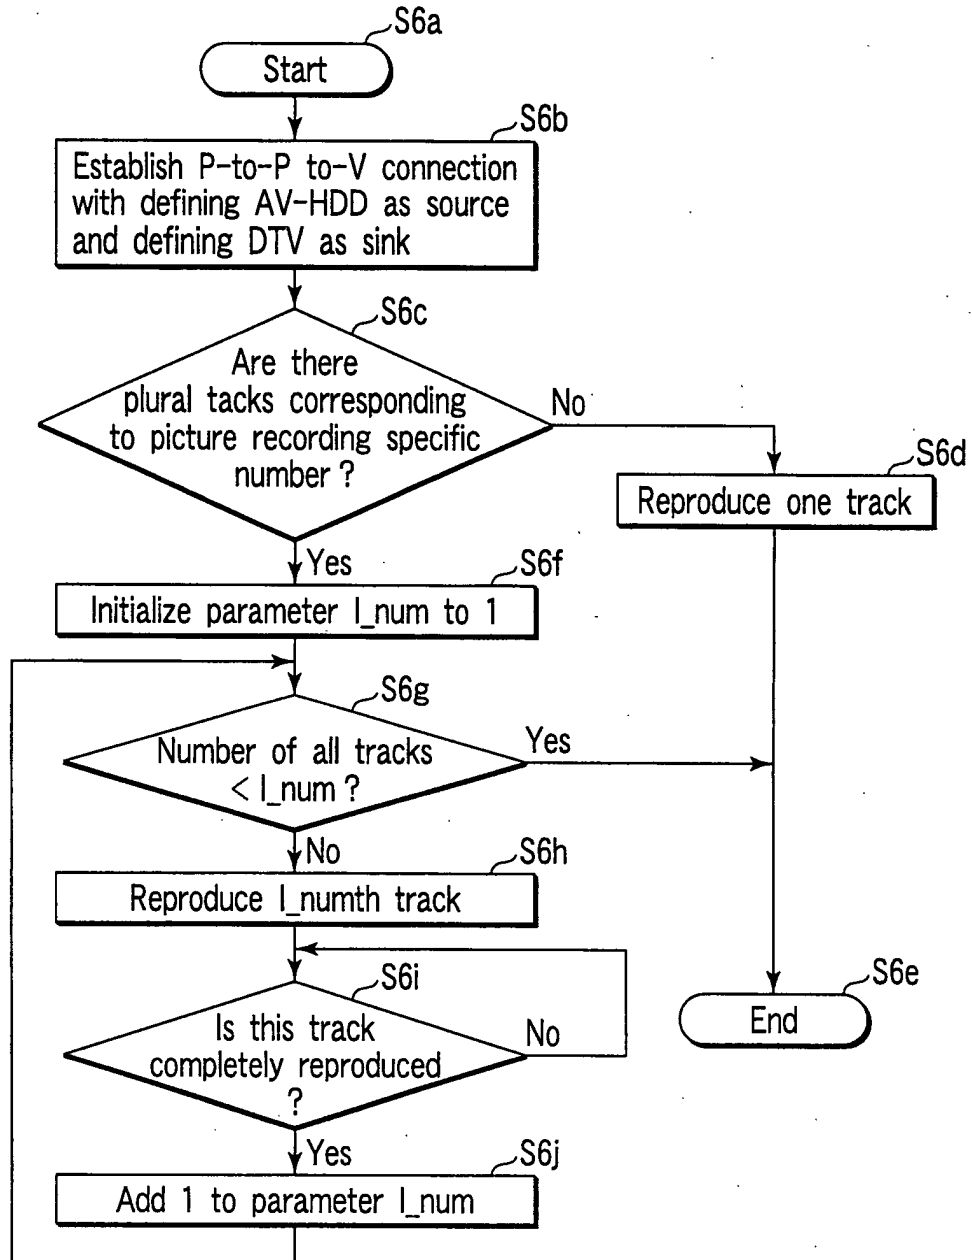 S6a
Start
S6b
Establish P-to-P to-V connection
with defining AV-HDD as source
and defining DTV as sink
S6c
Are there
plural tacks corresponding
to picture recording specific
number ?
No
S6d
Reproduce one track
Yes
S6f
Initialize parameter I_num to 1
S6g
Number of all tracks
< I_num ?
Yes
No
S6h
Reproduce I_numth track
S6i
Is this track
completely reproduced
?
No
S6e
End
Yes
S6j
Add 1 to parameter I_num